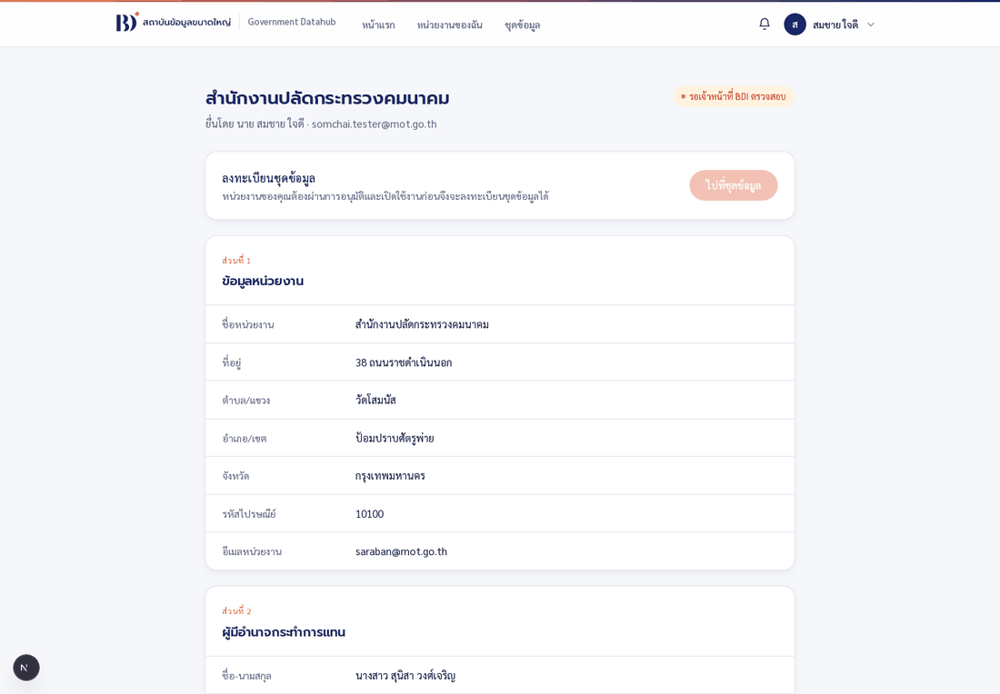 BD สถาบันข้อมูลขนาดใหญ่ Government Datahub หน้าแรก หน่วยงานของฉัน ชุดข้อมูล ส สมชาย ใจดี
สำนักงานปลัดกระทรวงคมนาคม
รอเจ้าหน้าที่ BDI ตรวจสอบ
ยื่นโดย นาย สมชาย ใจดี · somchai.tester@mot.go.th
ลงทะเบียนชุดข้อมูล
หน่วยงานของคุณต้องผ่านการอนุมัติและเปิดใช้งานก่อนจึงจะลงทะเบียนชุดข้อมูลได้
ไปที่ชุดข้อมูล
ส่วนที่ 1
ข้อมูลหน่วยงาน
ชื่อหน่วยงาน สำนักงานปลัดกระทรวงคมนาคม
ที่อยู่ 38 ถนนราชดำเนินนอก
ตำบล/แขวง วัดโสมนัส
อำเภอ/เขต ป้อมปราบศัตรูพ่าย
จังหวัด กรุงเทพมหานคร
รหัสไปรษณีย์ 10100
อีเมลหน่วยงาน saraban@mot.go.th
ส่วนที่ 2
ผู้มีอำนาจกระทำการแทน
N
ชื่อ-นามสกุล นางสาว สุนิสา วงศ์เจริญ